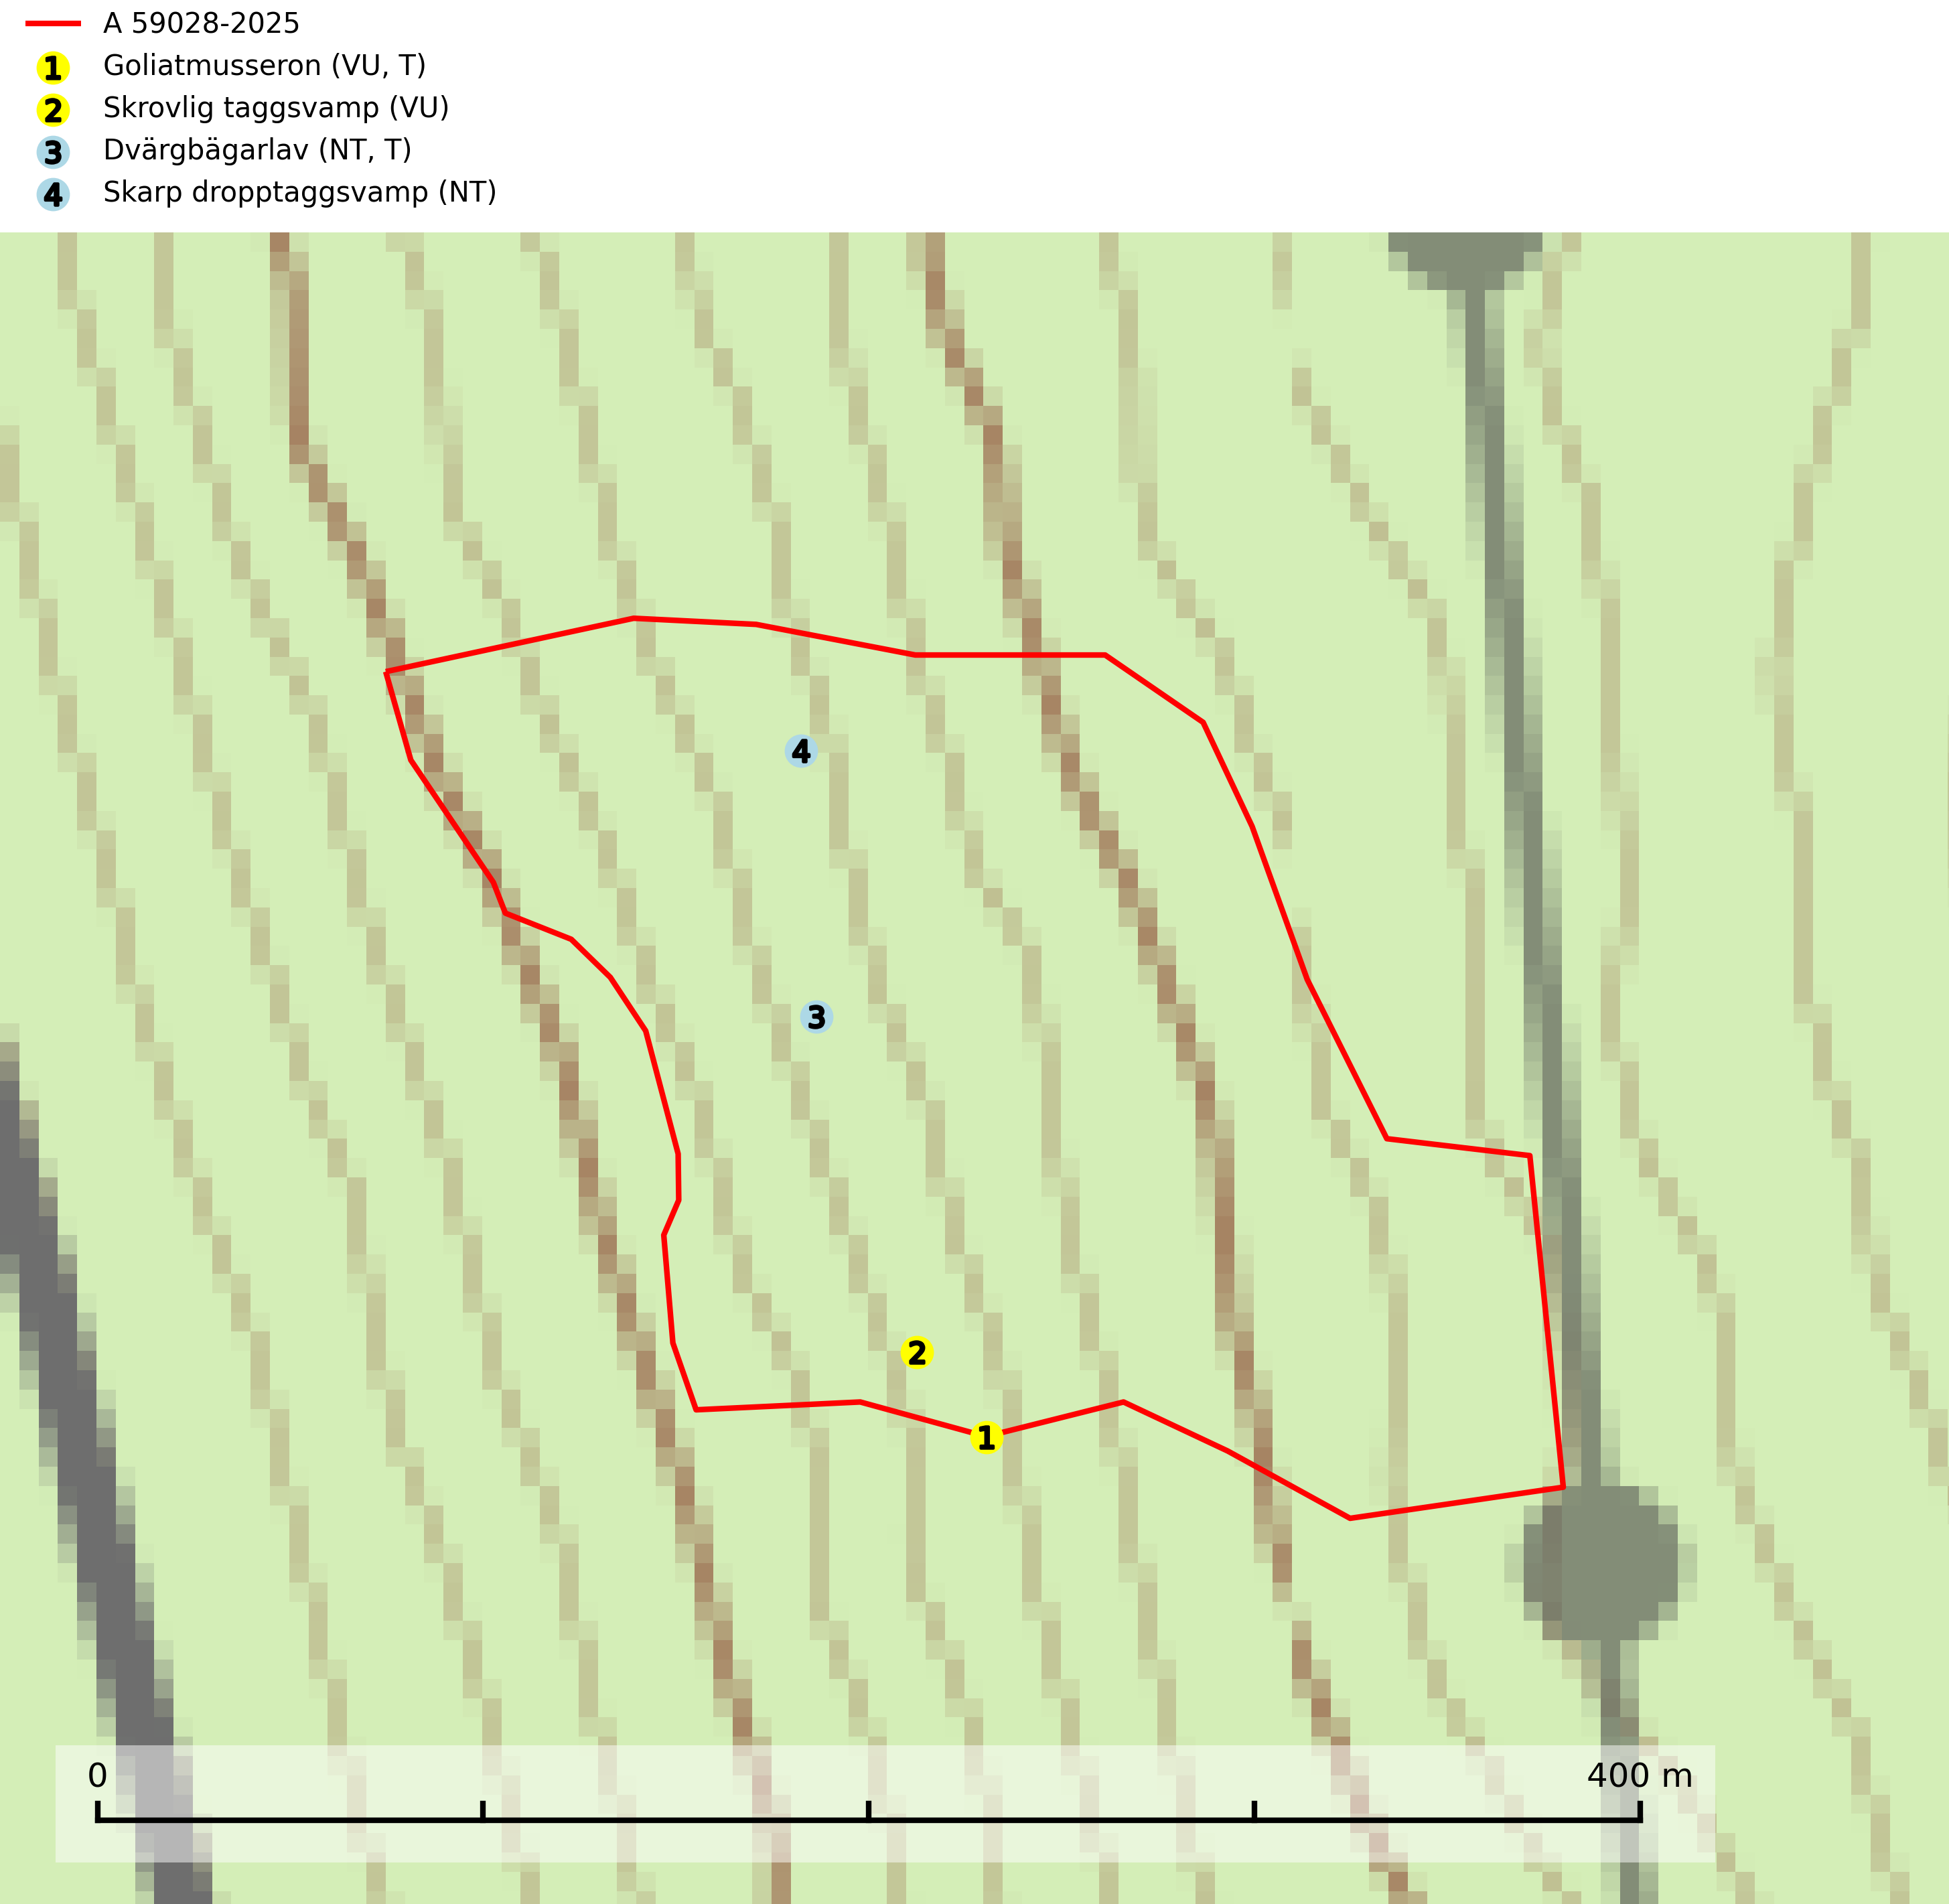 A 59028-2025
1 Goliatmusseron (VU, T)
2 Skrovlig taggsvamp (VU)
3 Dvärgbägarlav (NT, T)
4 Skarp dropptaggsvamp (NT)
4
3
2
1
0 400 m